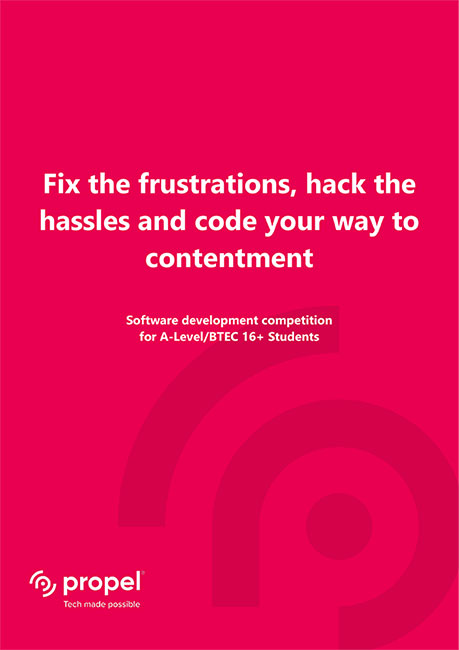 Fix the frustrations, hack the
hassles and code your way to
contentment
Software development competition
for A-Level/BTEC 16+ Students
propel®
Tech made possible